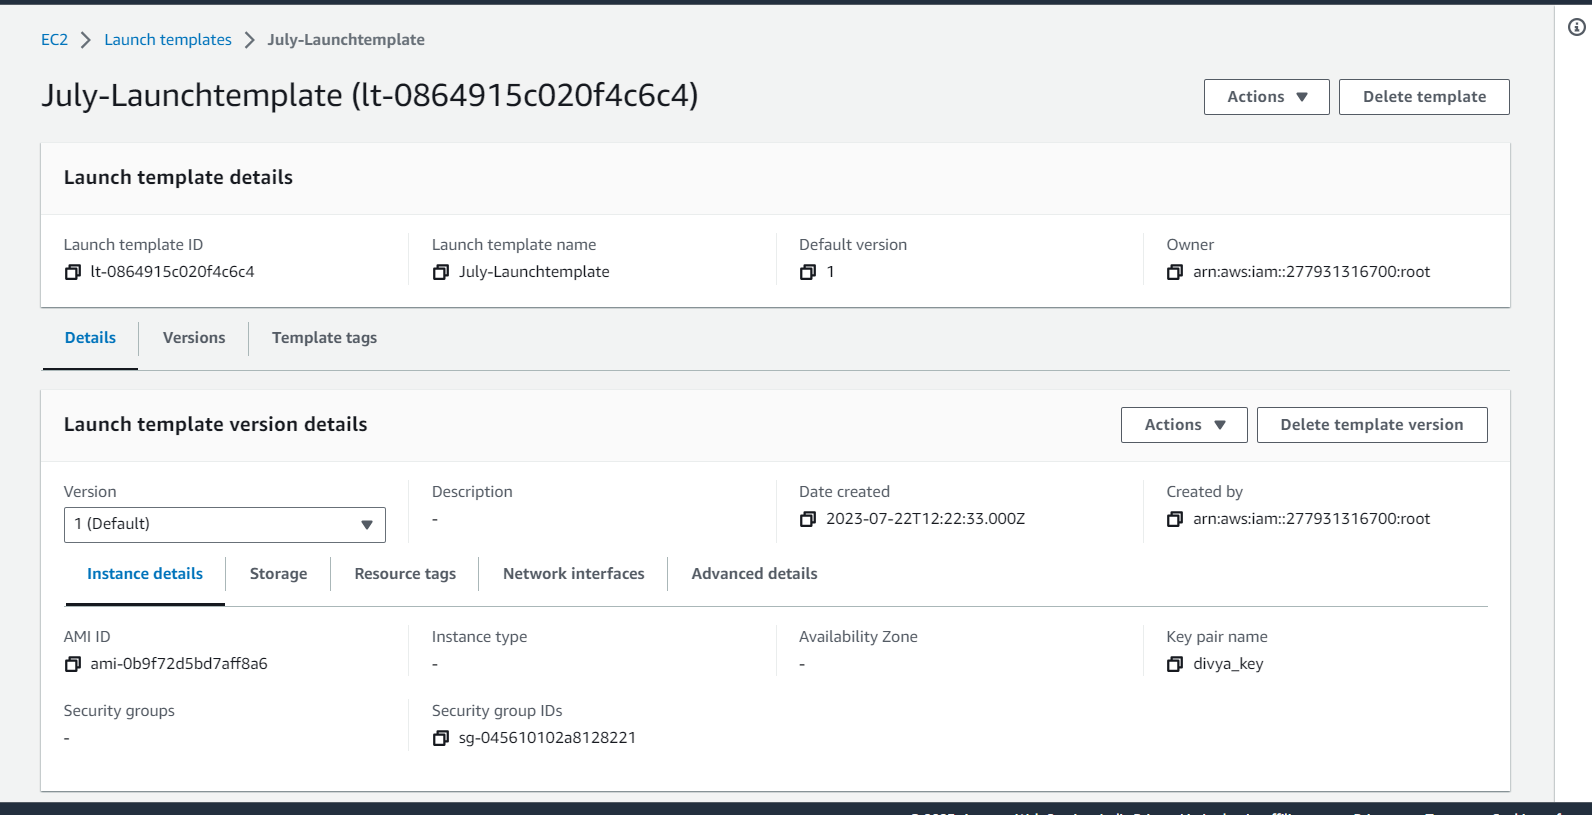 EC2 > Launch templates > July-Launchtemplate
July-Launchtemplate (lt-0864915c020f4c6c4)
Actions
Delete template
Launch template details
Launch template ID
lt-0864915c020f4c6c4
Launch template name
July-Launchtemplate
Default version
1
Owner
arn:aws:iam::277931316700:root
Details
Versions
Template tags
Launch template version details
Actions
Delete template version
Version
1 (Default)
Description
-
Date created
2023-07-22T12:22:33.000Z
Created by
arn:aws:iam::277931316700:root
Instance details
Storage
Resource tags
Network interfaces
Advanced details
AMI ID
ami-0b9f72d5bd7aff8a6
Instance type
-
Availability Zone
-
Key pair name
divya_key
Security groups
-
Security group IDs
sg-045610102a8128221